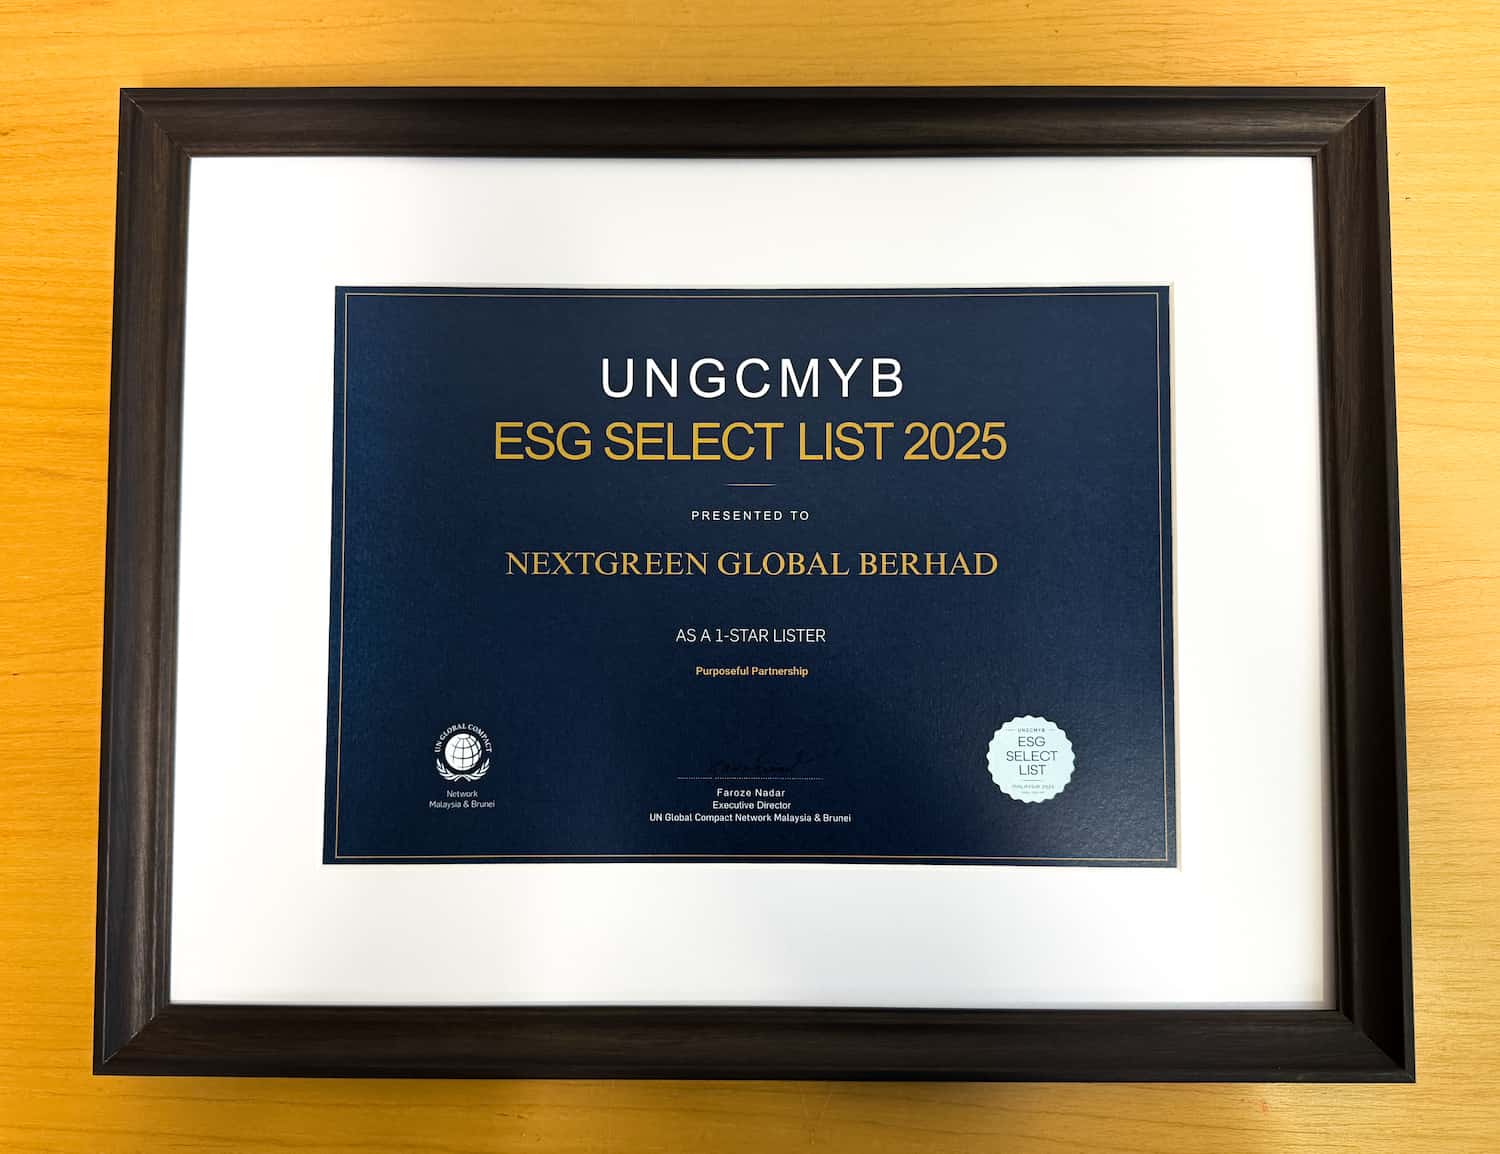 UNGCMYB
ESG SELECT LIST 2025
PRESENTED TO
NEXTGREEN GLOBAL BERHAD
AS A 1-STAR LISTER
Purposeful Partnership
UN GLOBAL COMPACT
Network
Malaysia & Brunei
Faroze Nadar
Executive Director
UN Global Compact Network Malaysia & Brunei
UNGCMYB
ESG
SELECT
LIST